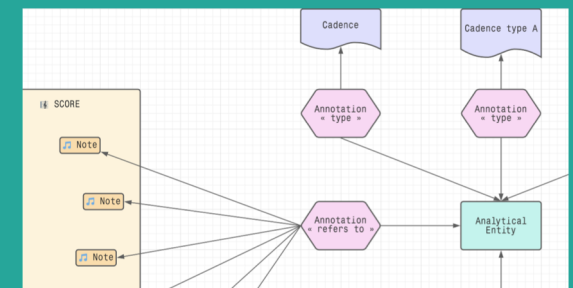 Cadence
Cadence type A
SCORE
Annotation
« type »
Annotation
« type »
Note
Note
Annotation
« refers to »
Analytical
Entity
Note